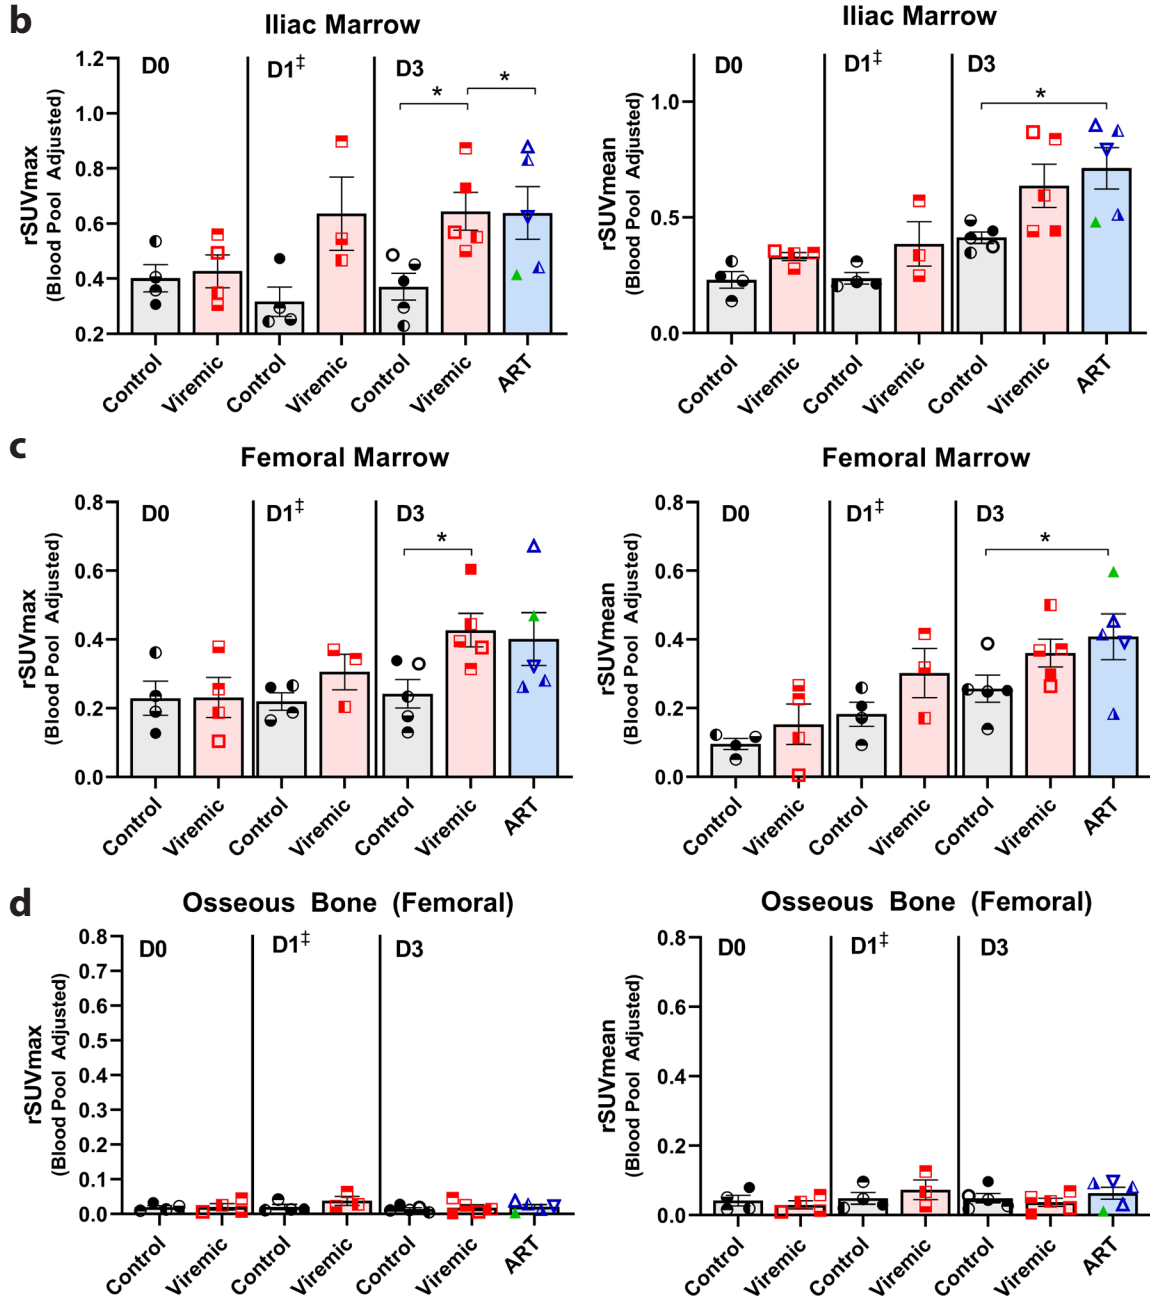 b
Iliac Marrow
rSUVmax
(Blood Pool Adjusted)
1.2
1.0
0.8
0.6
0.4
0.2
D0
D1‡
D3
*
*
Control
Viremic
Control
Viremic
Control
Viremic
ART
Iliac Marrow
rSUVmean
(Blood Pool Adjusted)
1.0
0.5
0.0
D0
D1‡
D3
*
Control
Viremic
Control
Viremic
Control
Viremic
ART
c
Femoral Marrow
rSUVmax
(Blood Pool Adjusted)
0.8
0.6
0.4
0.2
0.0
D0
D1‡
D3
*
Control
Viremic
Control
Viremic
Control
Viremic
ART
Femoral Marrow
rSUVmean
(Blood Pool Adjusted)
0.8
0.6
0.4
0.2
0.0
D0
D1‡
D3
*
Control
Viremic
Control
Viremic
Control
Viremic
ART
d
Osseous Bone (Femoral)
rSUVmax
(Blood Pool Adjusted)
0.8
0.7
0.6
0.5
0.4
0.3
0.2
0.1
0.0
D0
D1‡
D3
Control
Viremic
Control
Viremic
Control
Viremic
ART
Osseous Bone (Femoral)
rSUVmean
(Blood Pool Adjusted)
0.8
0.6
0.4
0.2
0.0
D0
D1‡
D3
Control
Viremic
Control
Viremic
Control
Viremic
ART